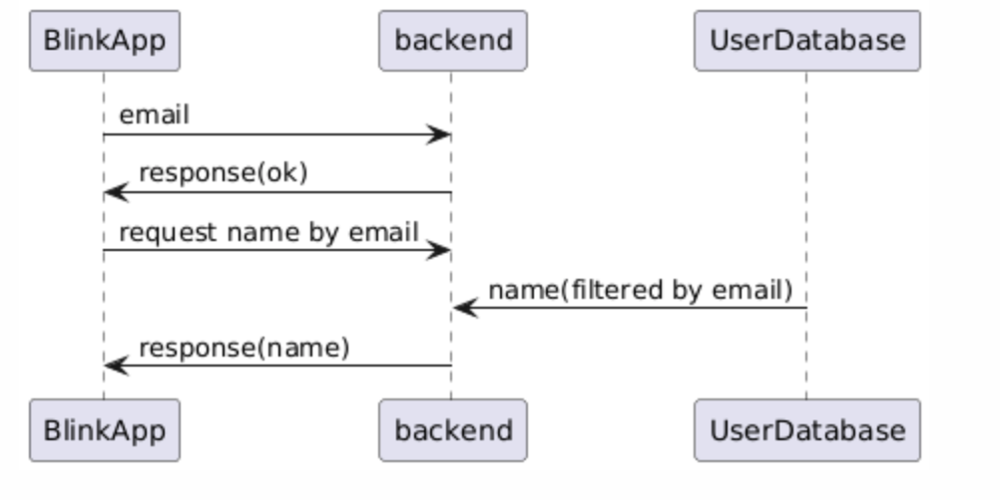 BlinkApp
backend
UserDatabase
email
response(ok)
request name by email
name(filtered by email)
response(name)
BlinkApp
backend
UserDatabase